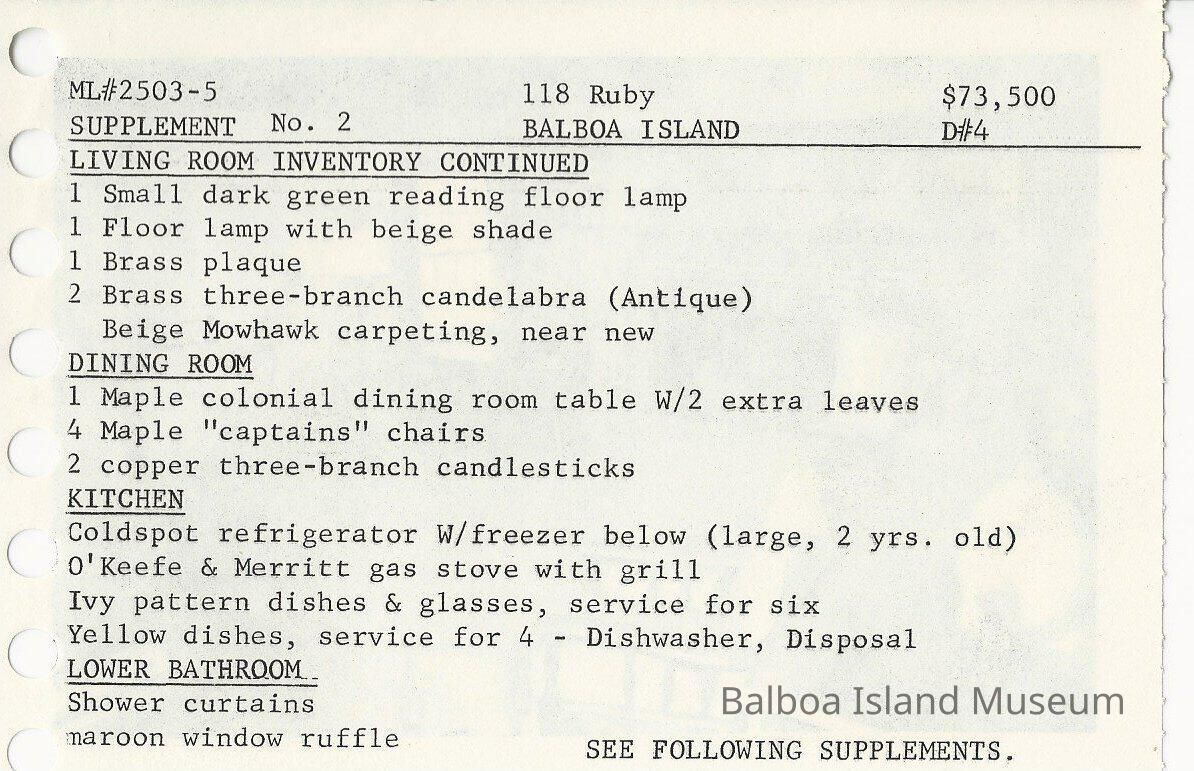 ML#2503-5 118 Ruby $73,500
SUPPLEMENT No. 2 BALBOA ISLAND D#4
LIVING ROOM INVENTORY CONTINUED
1 Small dark green reading floor lamp
1 Floor lamp with beige shade
1 Brass plaque
2 Brass three-branch candelabra (Antique)
Beige Mowhawk carpeting, near new
DINING ROOM
1 Maple colonial dining room table W/2 extra leaves
4 Maple "captains" chairs
2 copper three-branch candlesticks
KITCHEN
Coldspot refrigerator W/freezer below (large, 2 yrs. old)
O'Keefe & Merritt gas stove with grill
Ivy pattern dishes & glasses, service for six
Yellow dishes, service for 4 - Dishwasher, Disposal
LOWER BATHROOM
Shower curtains
maroon window ruffle
SEE FOLLOWING SUPPLEMENTS.
Balboa Island Museum